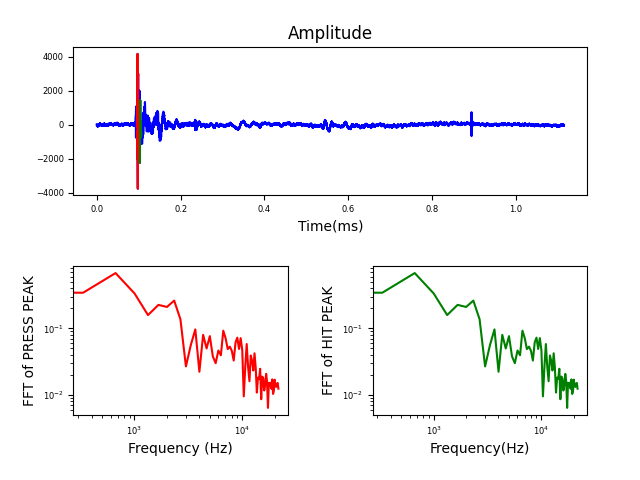 Amplitude
4000
2000
0
−2000
−4000
0.0 0.2 0.4 0.6 0.8 1.0
Time(ms)
FFT of PRESS PEAK
10⁻¹
10⁻²
10³ 10⁴
Frequency (Hz)
FFT of HIT PEAK
10⁻¹
10⁻²
10³ 10⁴
Frequency(Hz)